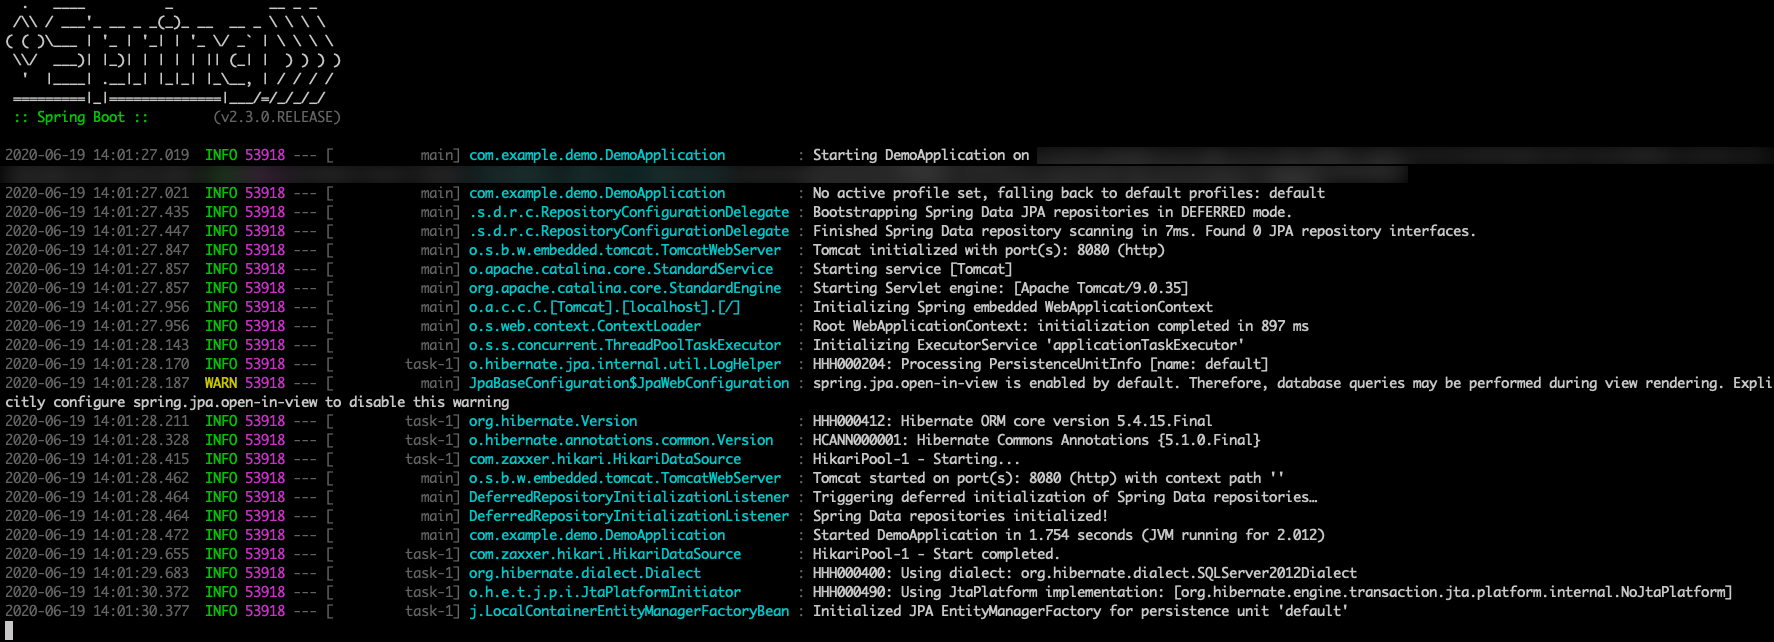 :: Spring Boot ::        (v2.3.0.RELEASE)
2020-06-19 14:01:27.019  INFO 53918 --- [           main] com.example.demo.DemoApplication         : Starting DemoApplication on
2020-06-19 14:01:27.021  INFO 53918 --- [           main] com.example.demo.DemoApplication         : No active profile set, falling back to default profiles: default
2020-06-19 14:01:27.435  INFO 53918 --- [           main] .s.d.r.c.RepositoryConfigurationDelegate : Bootstrapping Spring Data JPA repositories in DEFERRED mode.
2020-06-19 14:01:27.447  INFO 53918 --- [           main] .s.d.r.c.RepositoryConfigurationDelegate : Finished Spring Data repository scanning in 7ms. Found 0 JPA repository interfaces.
2020-06-19 14:01:27.847  INFO 53918 --- [           main] o.s.b.w.embedded.tomcat.TomcatWebServer  : Tomcat initialized with port(s): 8080 (http)
2020-06-19 14:01:27.857  INFO 53918 --- [           main] o.apache.catalina.core.StandardService   : Starting service [Tomcat]
2020-06-19 14:01:27.857  INFO 53918 --- [           main] org.apache.catalina.core.StandardEngine  : Starting Servlet engine: [Apache Tomcat/9.0.35]
2020-06-19 14:01:27.956  INFO 53918 --- [           main] o.a.c.c.C.[Tomcat].[localhost].[/]       : Initializing Spring embedded WebApplicationContext
2020-06-19 14:01:27.956  INFO 53918 --- [           main] o.s.web.context.ContextLoader            : Root WebApplicationContext: initialization completed in 897 ms
2020-06-19 14:01:28.143  INFO 53918 --- [           main] o.s.s.concurrent.ThreadPoolTaskExecutor  : Initializing ExecutorService 'applicationTaskExecutor'
2020-06-19 14:01:28.170  INFO 53918 --- [         task-1] o.hibernate.jpa.internal.util.LogHelper  : HHH000204: Processing PersistenceUnitInfo [name: default]
2020-06-19 14:01:28.187  WARN 53918 --- [           main] JpaBaseConfiguration$JpaWebConfiguration : spring.jpa.open-in-view is enabled by default. Therefore, database queries may be performed during view rendering. Expli
citly configure spring.jpa.open-in-view to disable this warning
2020-06-19 14:01:28.211  INFO 53918 --- [         task-1] org.hibernate.Version                    : HHH000412: Hibernate ORM core version 5.4.15.Final
2020-06-19 14:01:28.328  INFO 53918 --- [         task-1] o.hibernate.annotations.common.Version   : HCANN000001: Hibernate Commons Annotations {5.1.0.Final}
2020-06-19 14:01:28.415  INFO 53918 --- [         task-1] com.zaxxer.hikari.HikariDataSource       : HikariPool-1 - Starting...
2020-06-19 14:01:28.462  INFO 53918 --- [           main] o.s.b.w.embedded.tomcat.TomcatWebServer  : Tomcat started on port(s): 8080 (http) with context path ''
2020-06-19 14:01:28.464  INFO 53918 --- [           main] DeferredRepositoryInitializationListener : Triggering deferred initialization of Spring Data repositories…
2020-06-19 14:01:28.464  INFO 53918 --- [           main] DeferredRepositoryInitializationListener : Spring Data repositories initialized!
2020-06-19 14:01:28.472  INFO 53918 --- [           main] com.example.demo.DemoApplication         : Started DemoApplication in 1.754 seconds (JVM running for 2.012)
2020-06-19 14:01:29.655  INFO 53918 --- [         task-1] com.zaxxer.hikari.HikariDataSource       : HikariPool-1 - Start completed.
2020-06-19 14:01:29.683  INFO 53918 --- [         task-1] org.hibernate.dialect.Dialect            : HHH000400: Using dialect: org.hibernate.dialect.SQLServer2012Dialect
2020-06-19 14:01:30.372  INFO 53918 --- [         task-1] o.h.e.t.j.p.i.JtaPlatformInitiator       : HHH000490: Using JtaPlatform implementation: [org.hibernate.engine.transaction.jta.platform.internal.NoJtaPlatform]
2020-06-19 14:01:30.377  INFO 53918 --- [         task-1] j.LocalContainerEntityManagerFactoryBean : Initialized JPA EntityManagerFactory for persistence unit 'default'